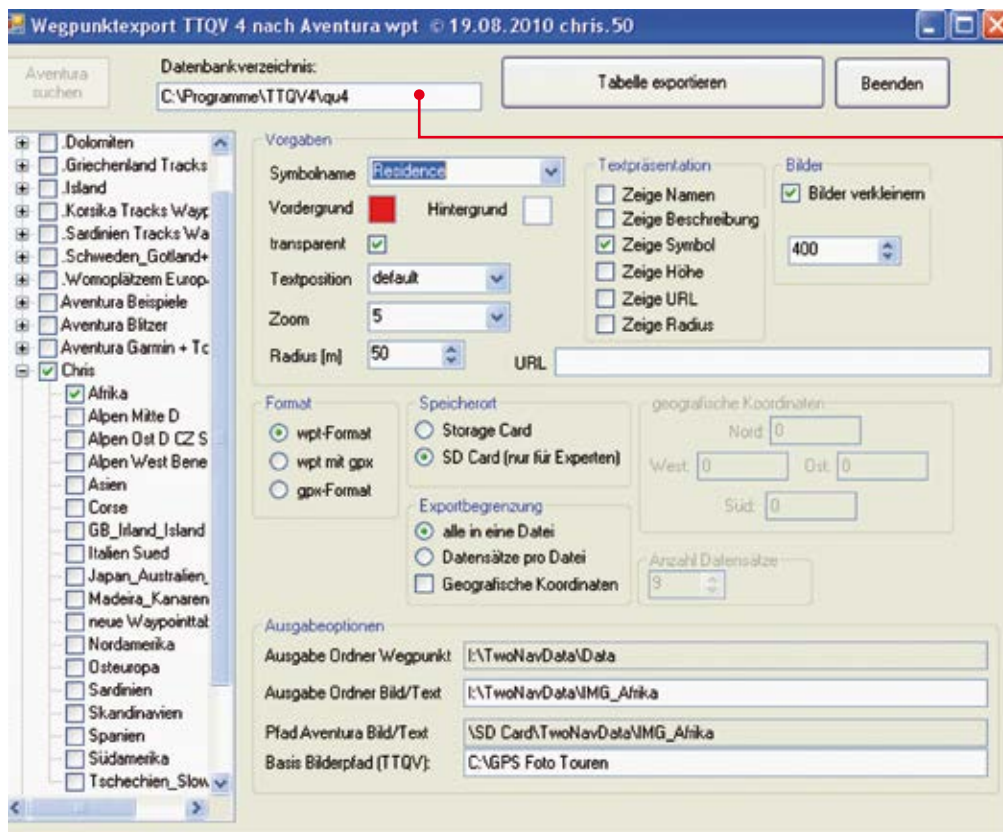 Wegpunktexport TTQV 4 nach Aventura wpt © 19.08.2010 chris.50
Aventura suchen
Datenbankverzeichnis:
C:\Programme\TTQV4\qu4
Tabelle exportieren
Beenden
.Dolomiten
.Griechenland Tracks
.Island
.Korsika Tracks Wayp
.Sardinien Tracks Wa
.Schweden_Gotland+
.Womoplätzem Europ
Aventura Beispiele
Aventura Blitzer
Aventura Garmin + To
Chris
Afrika
Alpen Mitte D
Alpen Ost D CZ S
Alpen West Bene
Asien
Corse
GB_Irland_Island
Italien Sued
Japan_Australien_
Madeira_Kanaren
neue Waypointtab
Nordamerika
Osteuropa
Sardinien
Skandinavien
Spanien
Südamerika
Tschechien_Slow
Vorgaben
Symbolname Residence
Vordergrund Hintergrund
transparent
Textposition default
Zoom 5
Radius [m] 50
URL
Textpräsentation
Zeige Namen
Zeige Beschreibung
Zeige Symbol
Zeige Höhe
Zeige URL
Zeige Radius
Bilder
Bilder verkleinern
400
Format
wpt-Format
wpt mit gpx
gpx-Format
Speicherort
Storage Card
SD Card (nur für Experten)
Exportbegrenzung
alle in eine Datei
Datensätze pro Datei
Geografische Koordinaten
geografische Koordinaten
Nord: 0
West: 0 Ost: 0
Süd: 0
Anzahl Datensätze
9
Ausgabeoptionen
Ausgabe Ordner Wegpunkt I:\TwoNavData\Data
Ausgabe Ordner Bild/Text I:\TwoNavData\IMG_Afrika
Pfad Aventura Bild/Text \SD Card\TwoNavData\IMG_Afrika
Basis Bilderpfad (TTQV): C:\GPS Foto Touren